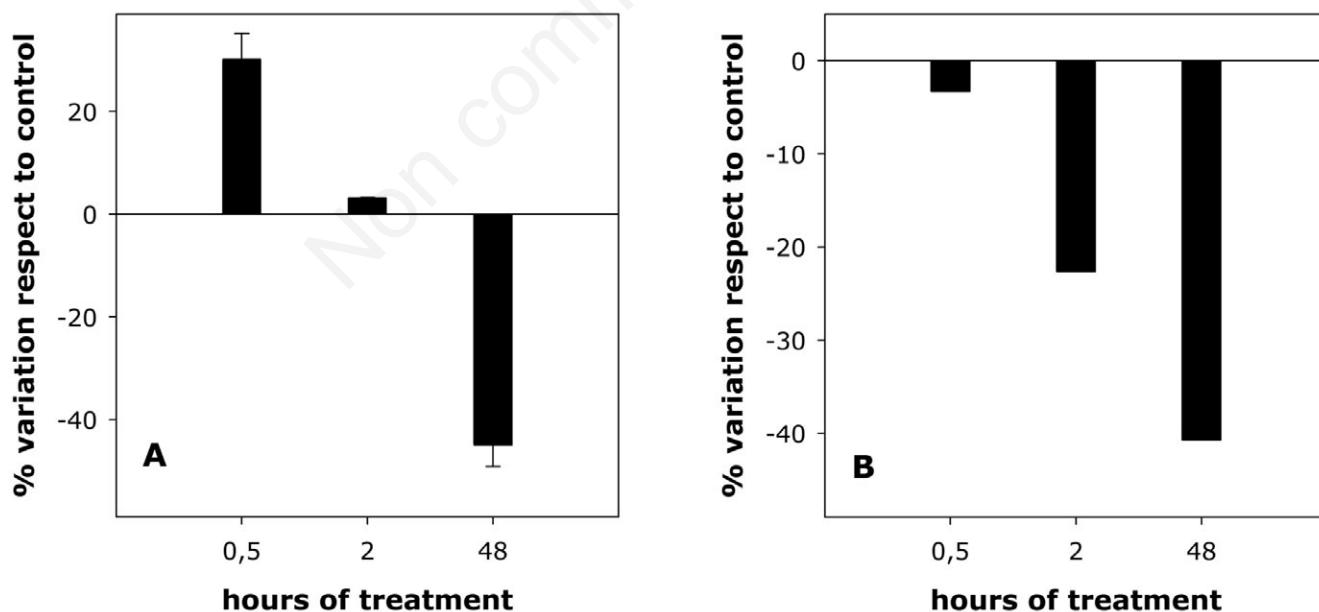 % variation respect to control
20
0
-20
-40
A
0,5 2 48
hours of treatment
% variation respect to control
0
-10
-20
-30
-40
B
0,5 2 48
hours of treatment
Non